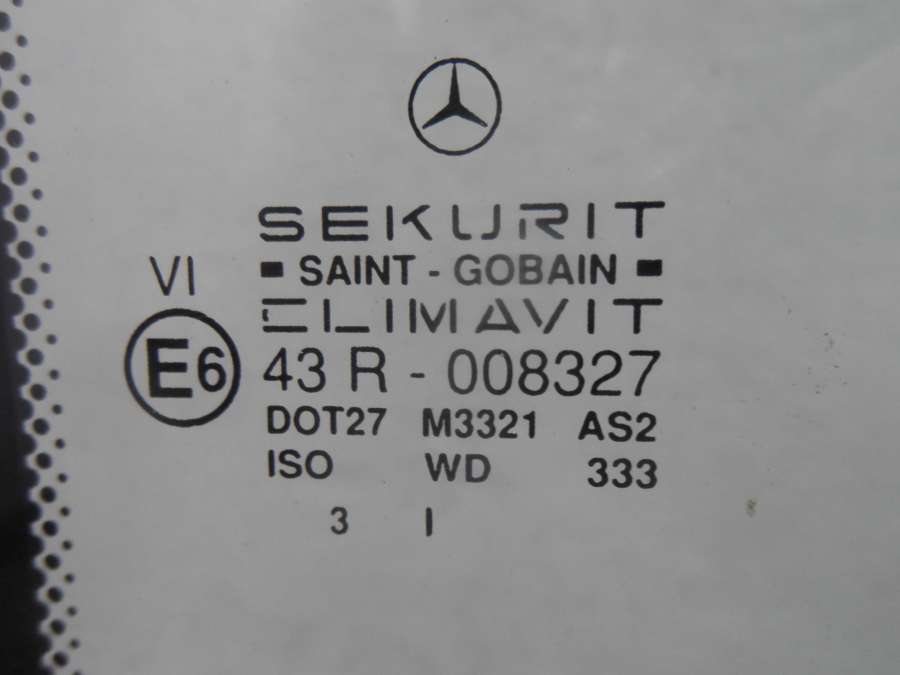 SEKURIT
SAINT - GOBAIN
CLIMAVIT
VI
E6 43 R - 008327
DOT27 M3321 AS2
ISO WD 333
3 I